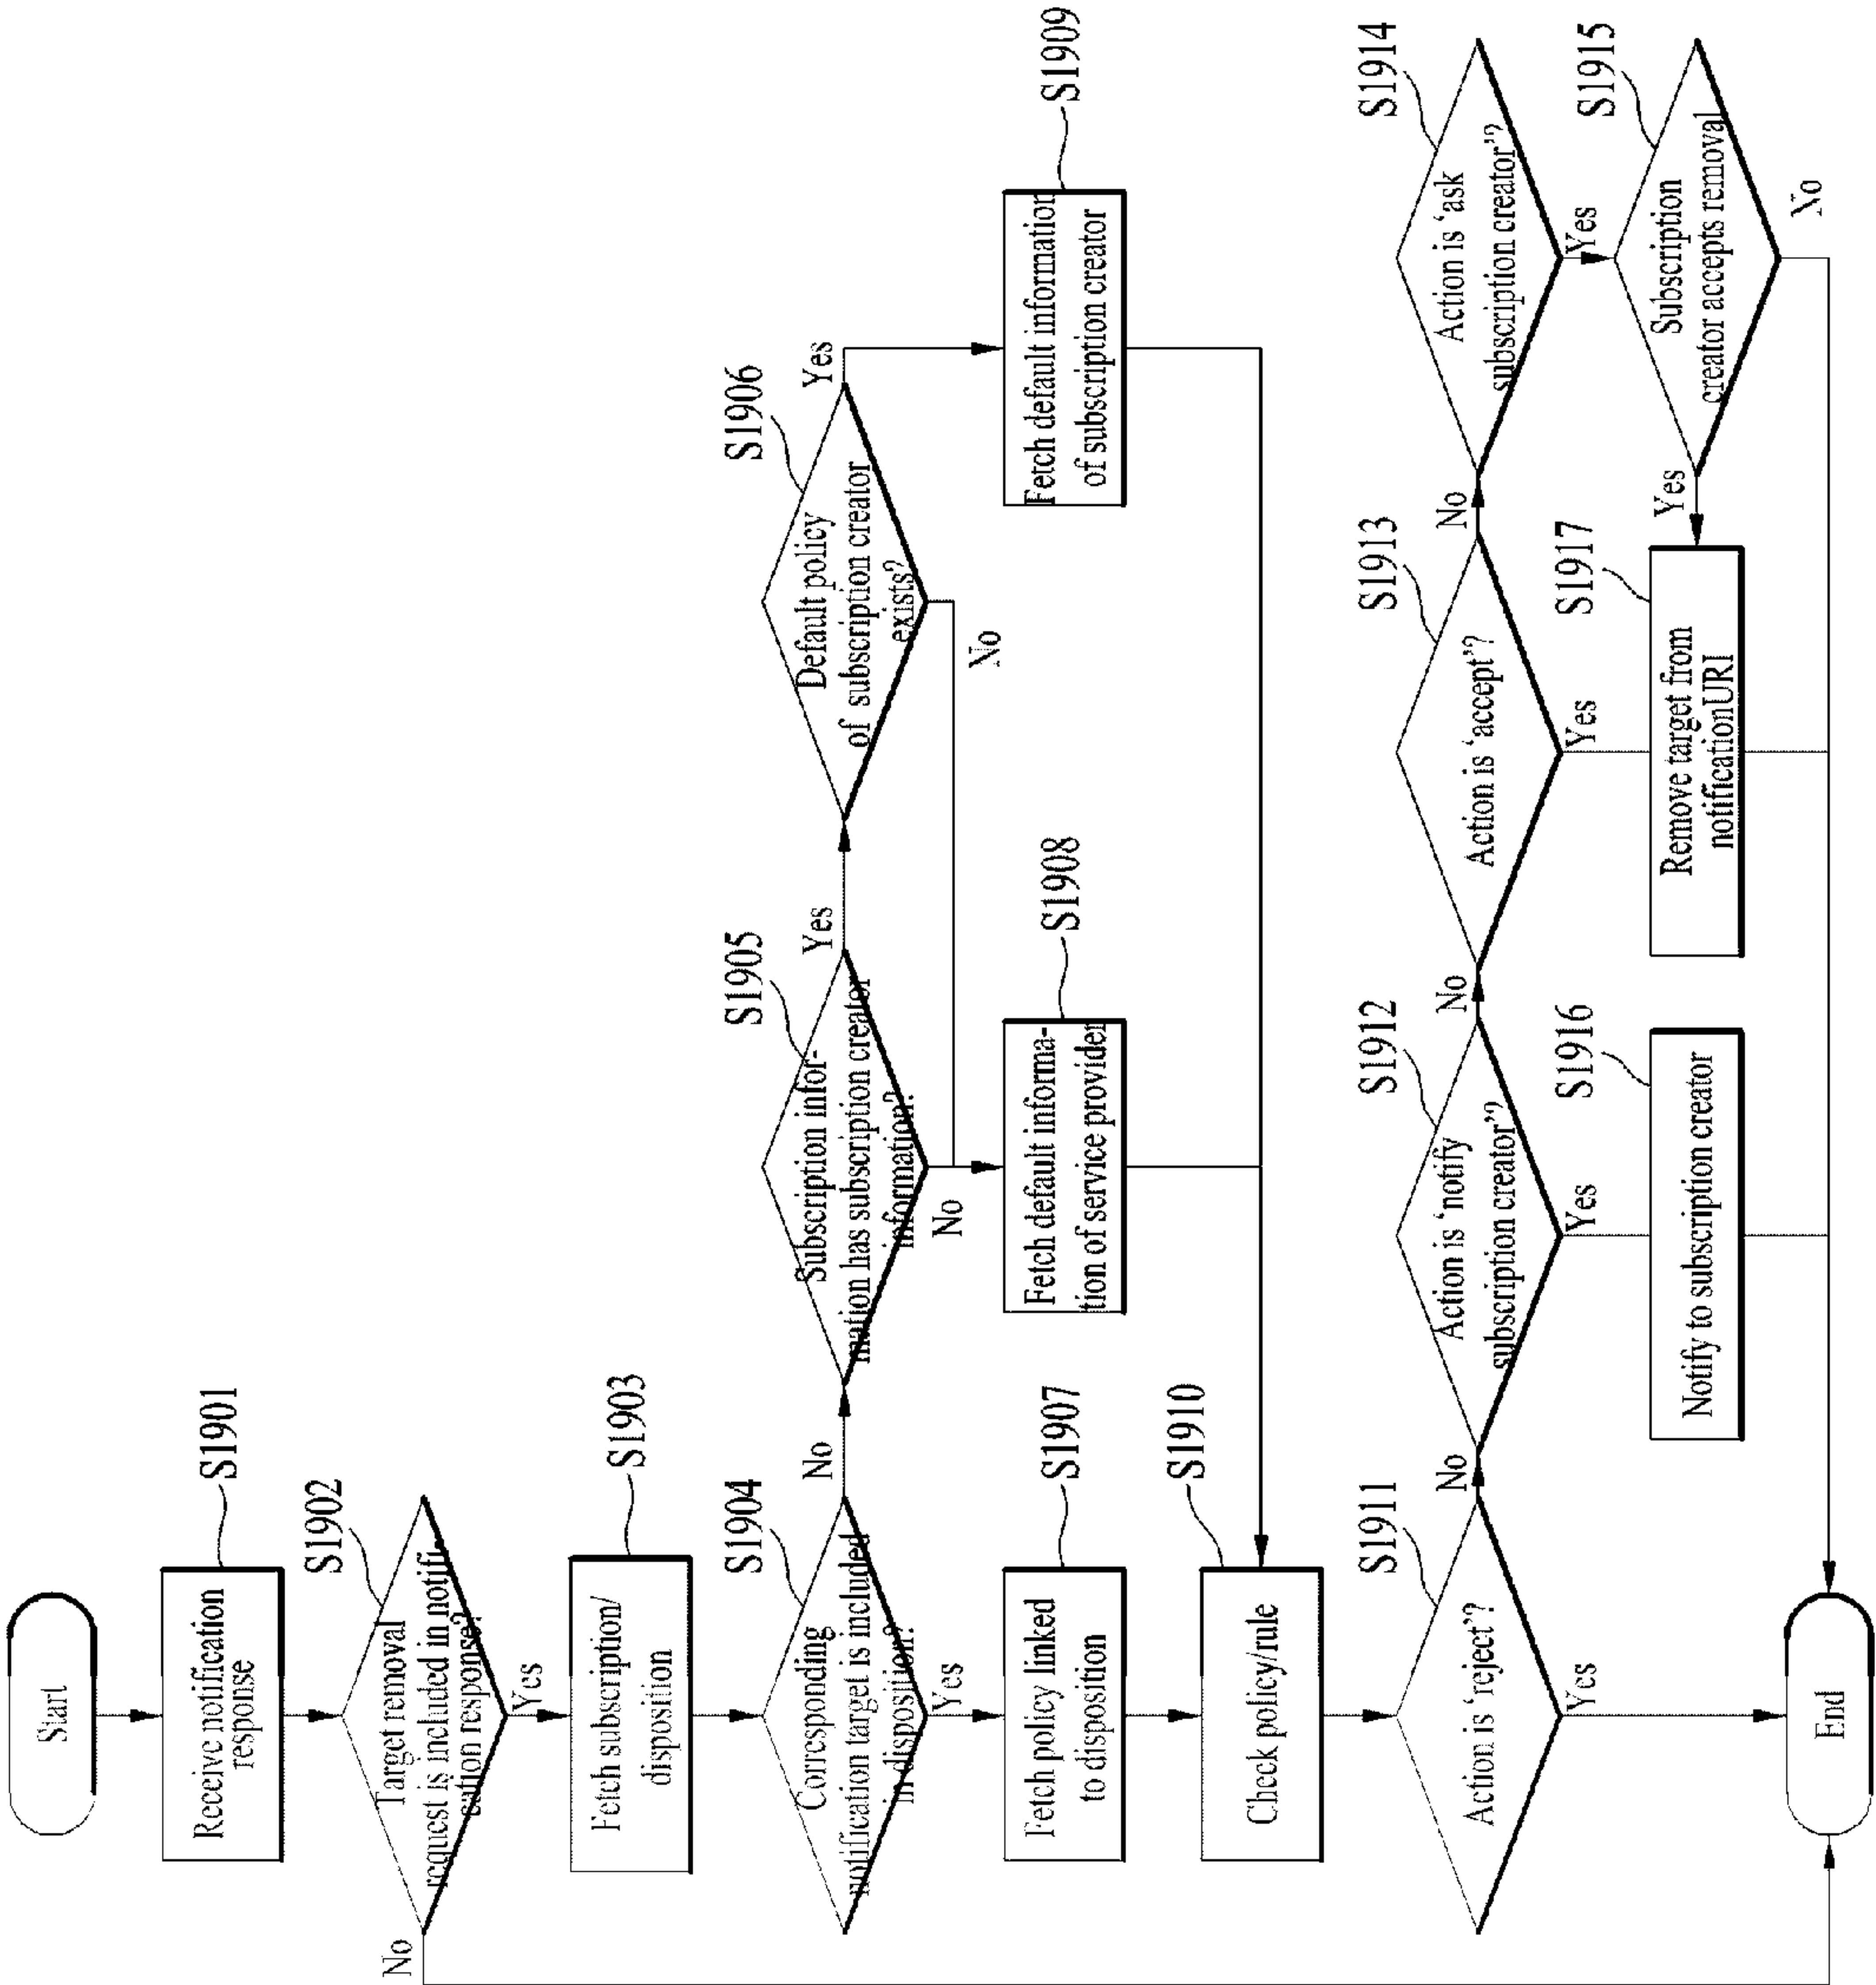 Start
Receive notification
response
S1901
Target removal
request is included in notifi-
cation response?
S1902
No
Yes
Fetch subscription/
disposition
S1903
Corresponding
notification target is included
in disposition?
S1904
No
Yes
Subscription infor-
mation has subscription creator
information?
S1905
Yes
No
Default policy
of subscription creator
exists?
S1906
Yes
No
Fetch policy linked
to disposition
S1907
Fetch default informa-
tion of service provider
S1908
Fetch default information
of subscription creator
S1909
Check policy/rule
S1910
Action is ‘reject’?
S1911
No
Yes
Action is ‘notify
subscription creator’?
S1912
No
Yes
Action is ‘accept’?
S1913
No
Yes
Action is ‘ask
subscription creator’?
S1914
Yes
Subscription
creator accepts removal
S1915
Yes
No
Notify to subscription creator
S1916
Remove target from
notificationURI
S1917
End